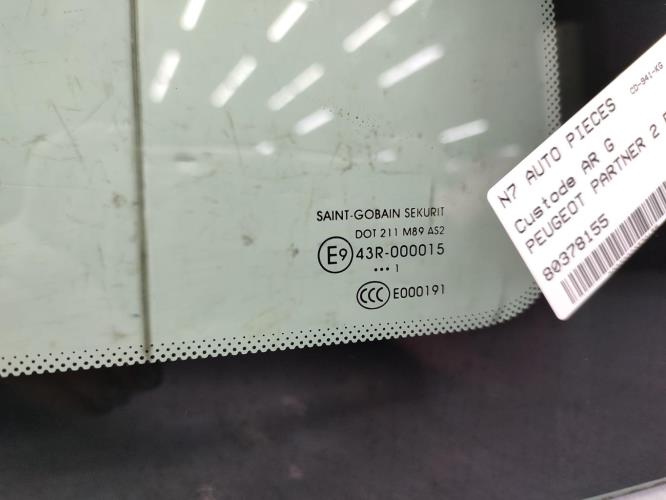 SAINT-GOBAIN SEKURIT
DOT 211 M89 AS2
E9 43R-000015
••• 1
CCC E000191
N7 AUTO PIECES CD-941-KG
Custode AR G
PEUGEOT PARTNER 2
80378155